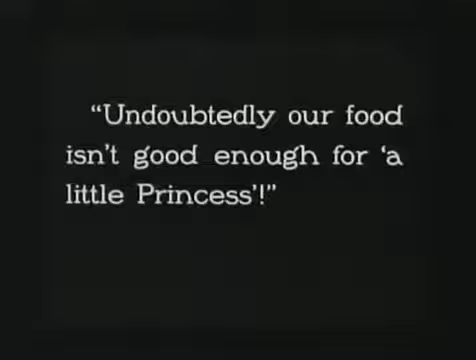 “Undoubtedly our food
isn't good enough for ‘a
little Princess’!”